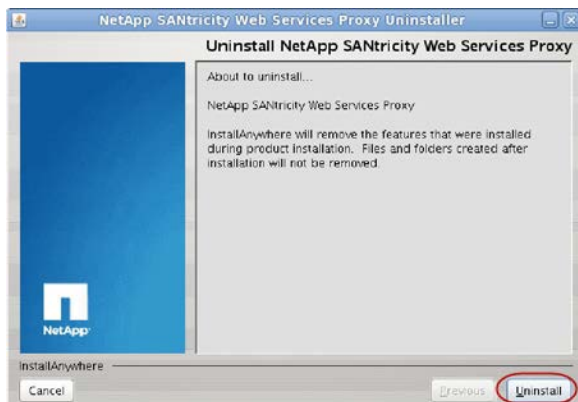 NetApp SANtricity Web Services Proxy Uninstaller
Uninstall NetApp SANtricity Web Services Proxy
About to uninstall...
NetApp SANtricity Web Services Proxy
InstallAnywhere will remove the features that were installed
during product installation. Files and folders created after
installation will not be removed.
NetApp
InstallAnywhere
Cancel
Previous
Uninstall